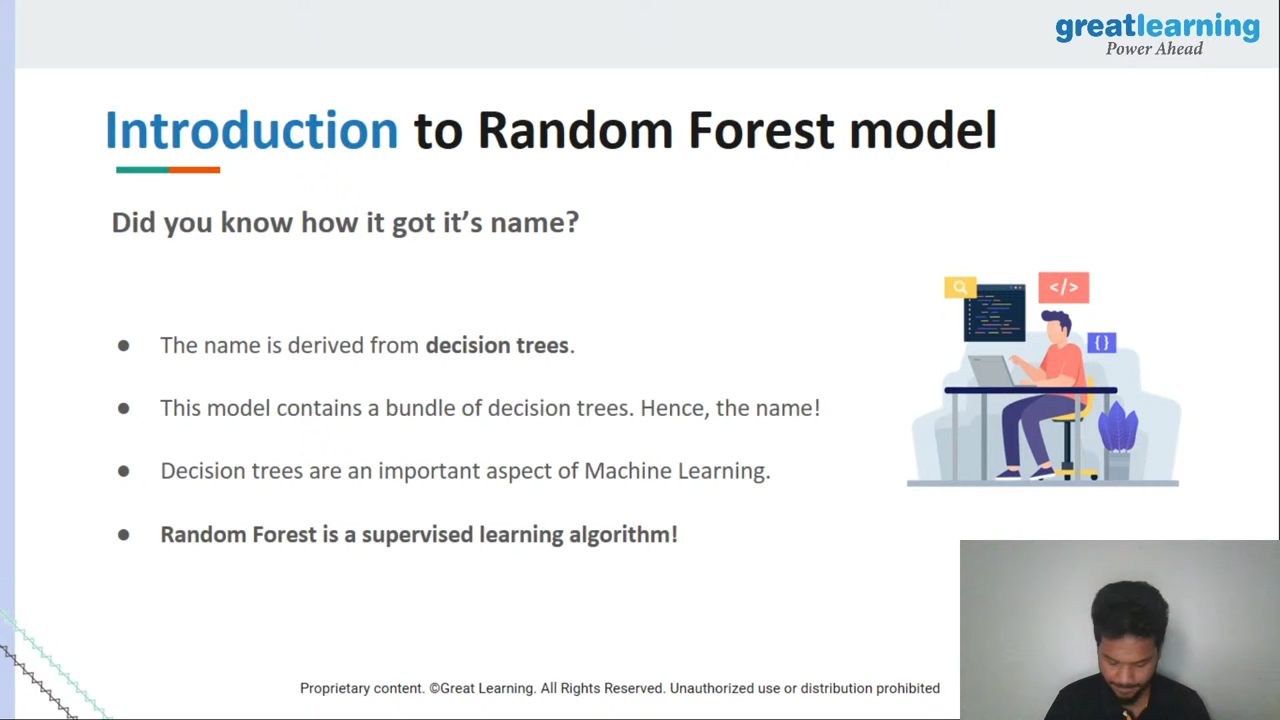 greatlearning
Power Ahead
Introduction to Random Forest model
Did you know how it got it’s name?
● The name is derived from decision trees.
● This model contains a bundle of decision trees. Hence, the name!
● Decision trees are an important aspect of Machine Learning.
● Random Forest is a supervised learning algorithm!
</>
{}
Proprietary content. ©Great Learning. All Rights Reserved. Unauthorized use or distribution prohibited